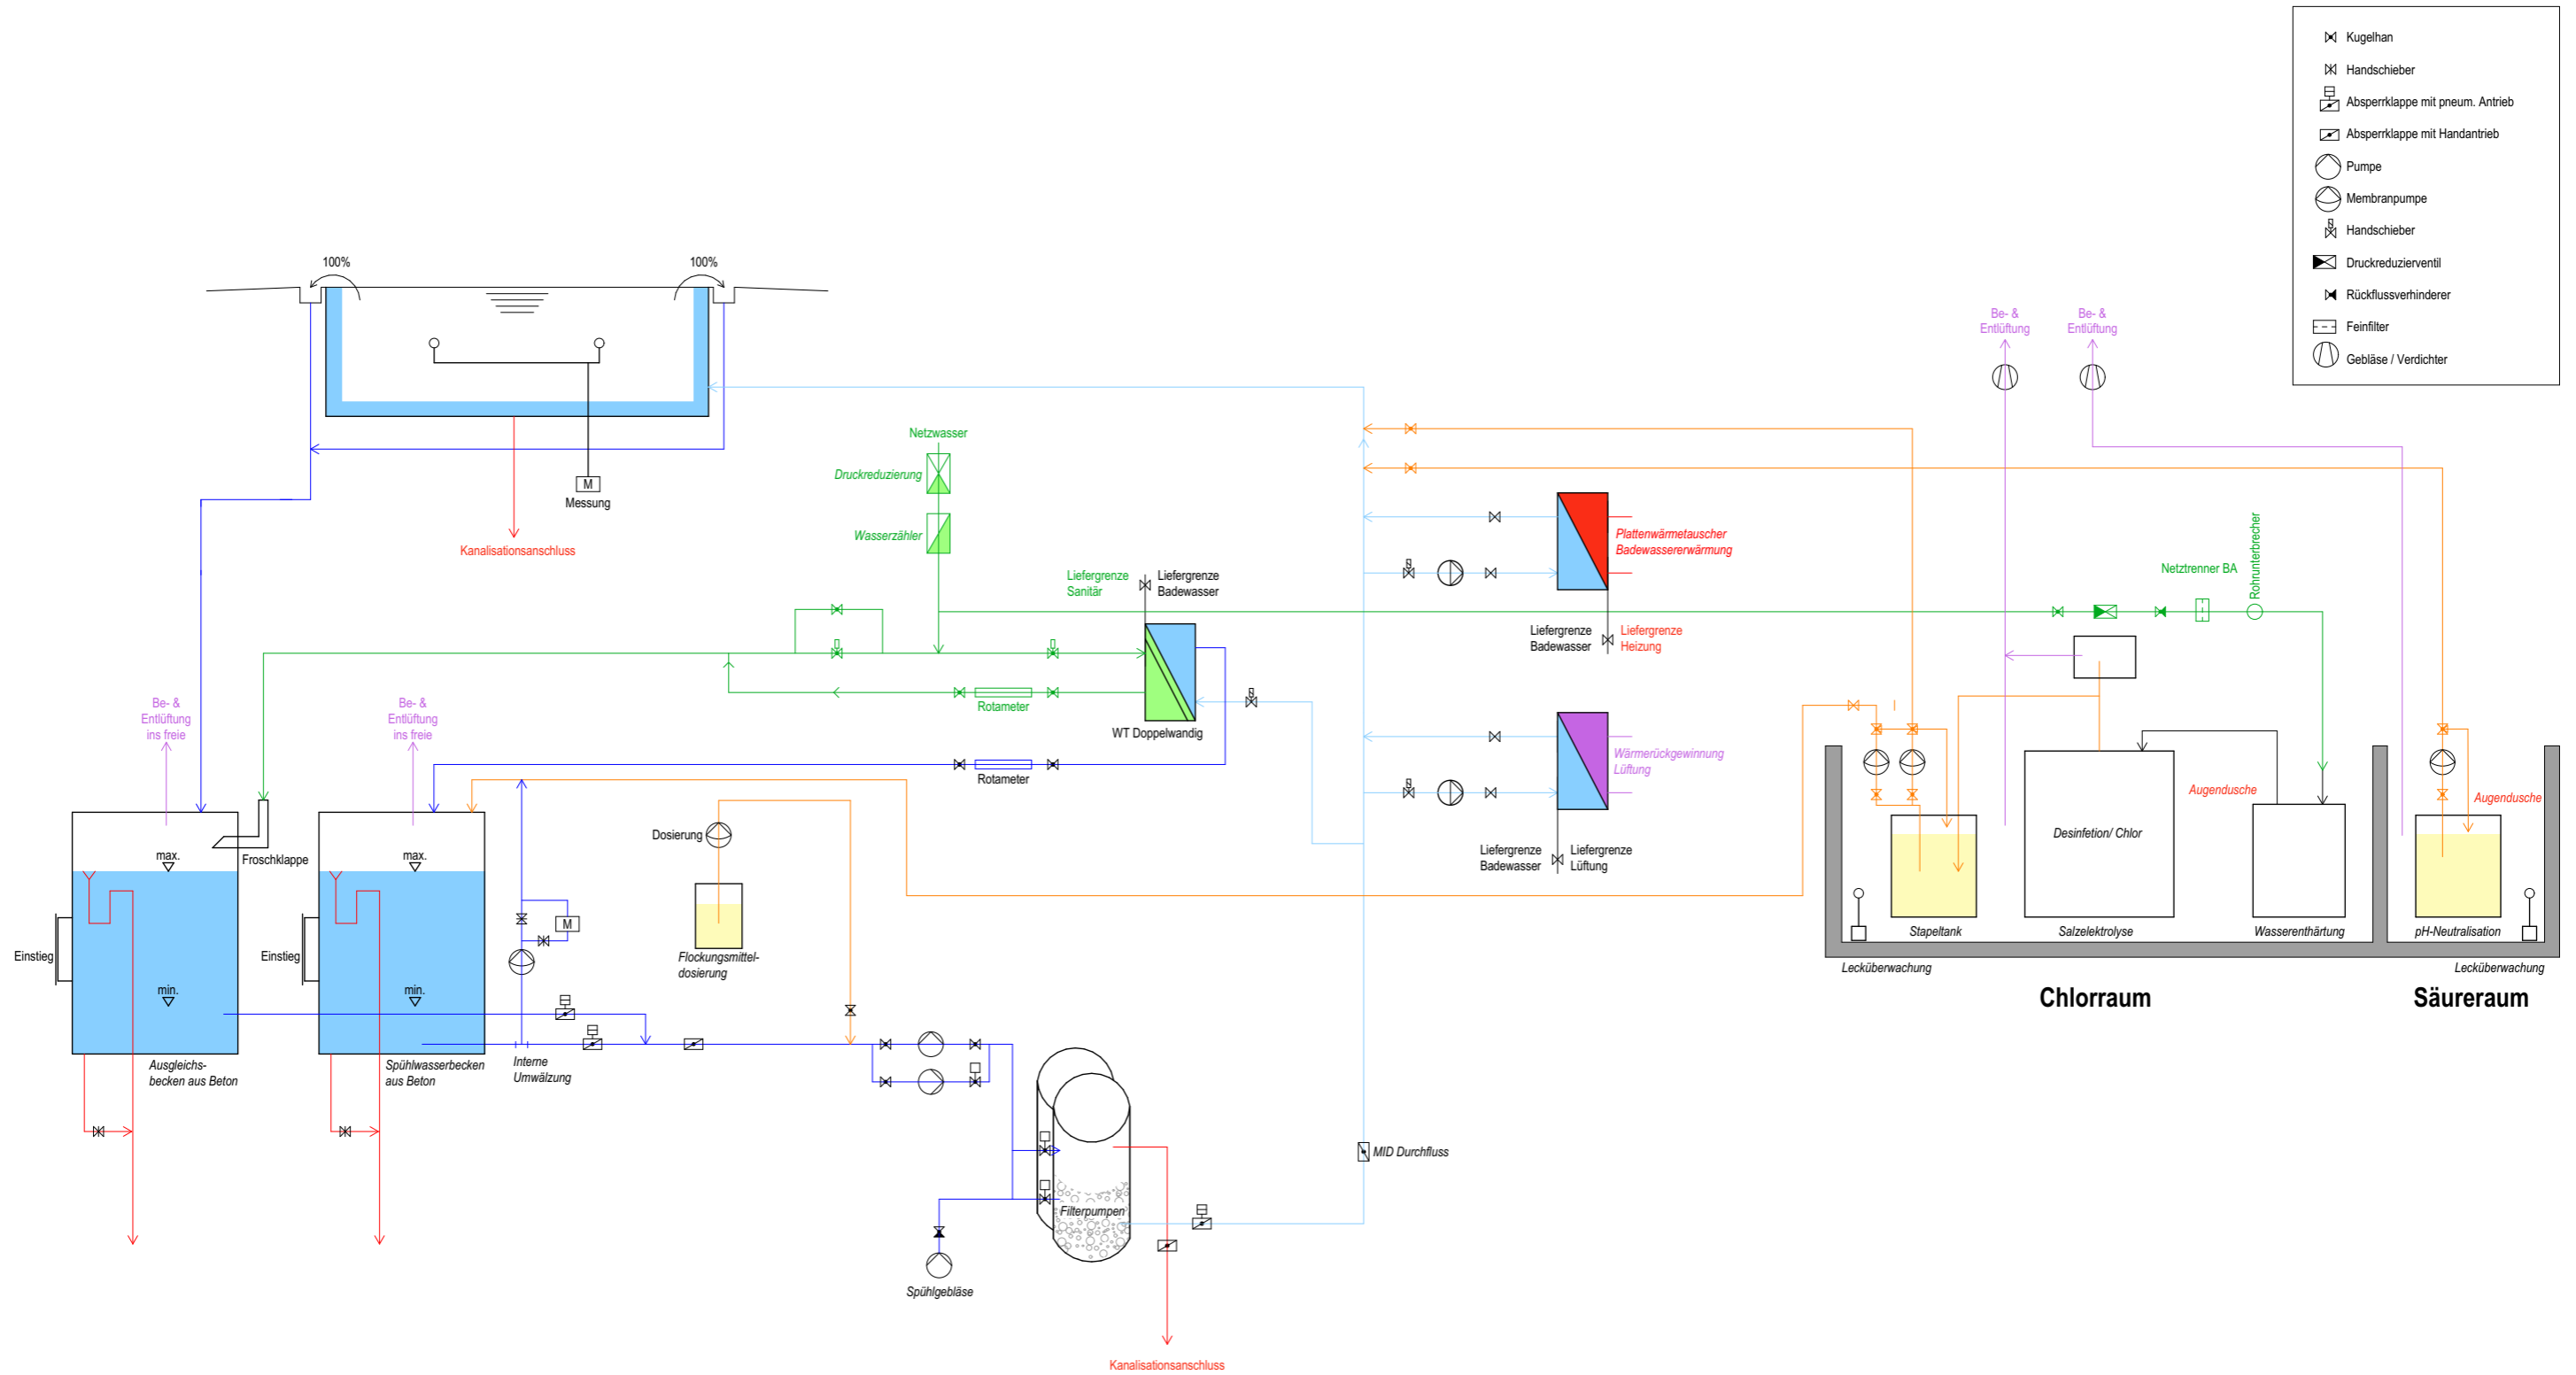 Kugelhan
Handschieber
Absperrklappe mit pneum. Antrieb
Absperrklappe mit Handantrieb
Pumpe
Membranpumpe
Handschieber
Druckreduzierventil
Rückflussverhinderer
Feinfilter
Gebläse / Verdichter
100%
100%
M
Messung
Kanalisationsanschluss
Netzwasser
Druckreduzierung
Wasserzähler
Liefergrenze
Sanitär
Liefergrenze
Badewasser
Rotameter
WT Doppelwandig
Rotameter
Be- &
Entlüftung
Be- &
Entlüftung
Plattenwärmetauscher
Badewassererwärmung
Liefergrenze
Badewasser
Liefergrenze
Heizung
Netztrenner BA
Rohrunterbrecher
Wärmerückgewinnung
Lüftung
Liefergrenze
Badewasser
Liefergrenze
Lüftung
Be- &
Entlüftung
ins freie
Be- &
Entlüftung
ins freie
Froschklappe
max.
max.
Einstieg
Einstieg
min.
min.
Ausgleichs-
becken aus Beton
Spühlwasserbecken
aus Beton
M
Interne
Umwälzung
Dosierung
Flockungsmittel-
dosierung
Filterpumpen
Spühlgebläse
MID Durchfluss
Kanalisationsanschluss
Augendusche
Augendusche
Desinfetion/ Chlor
Stapeltank
Salzelektrolyse
Wasserenthärtung
pH-Neutralisation
Lecküberwachung
Lecküberwachung
Chlorraum
Säureraum